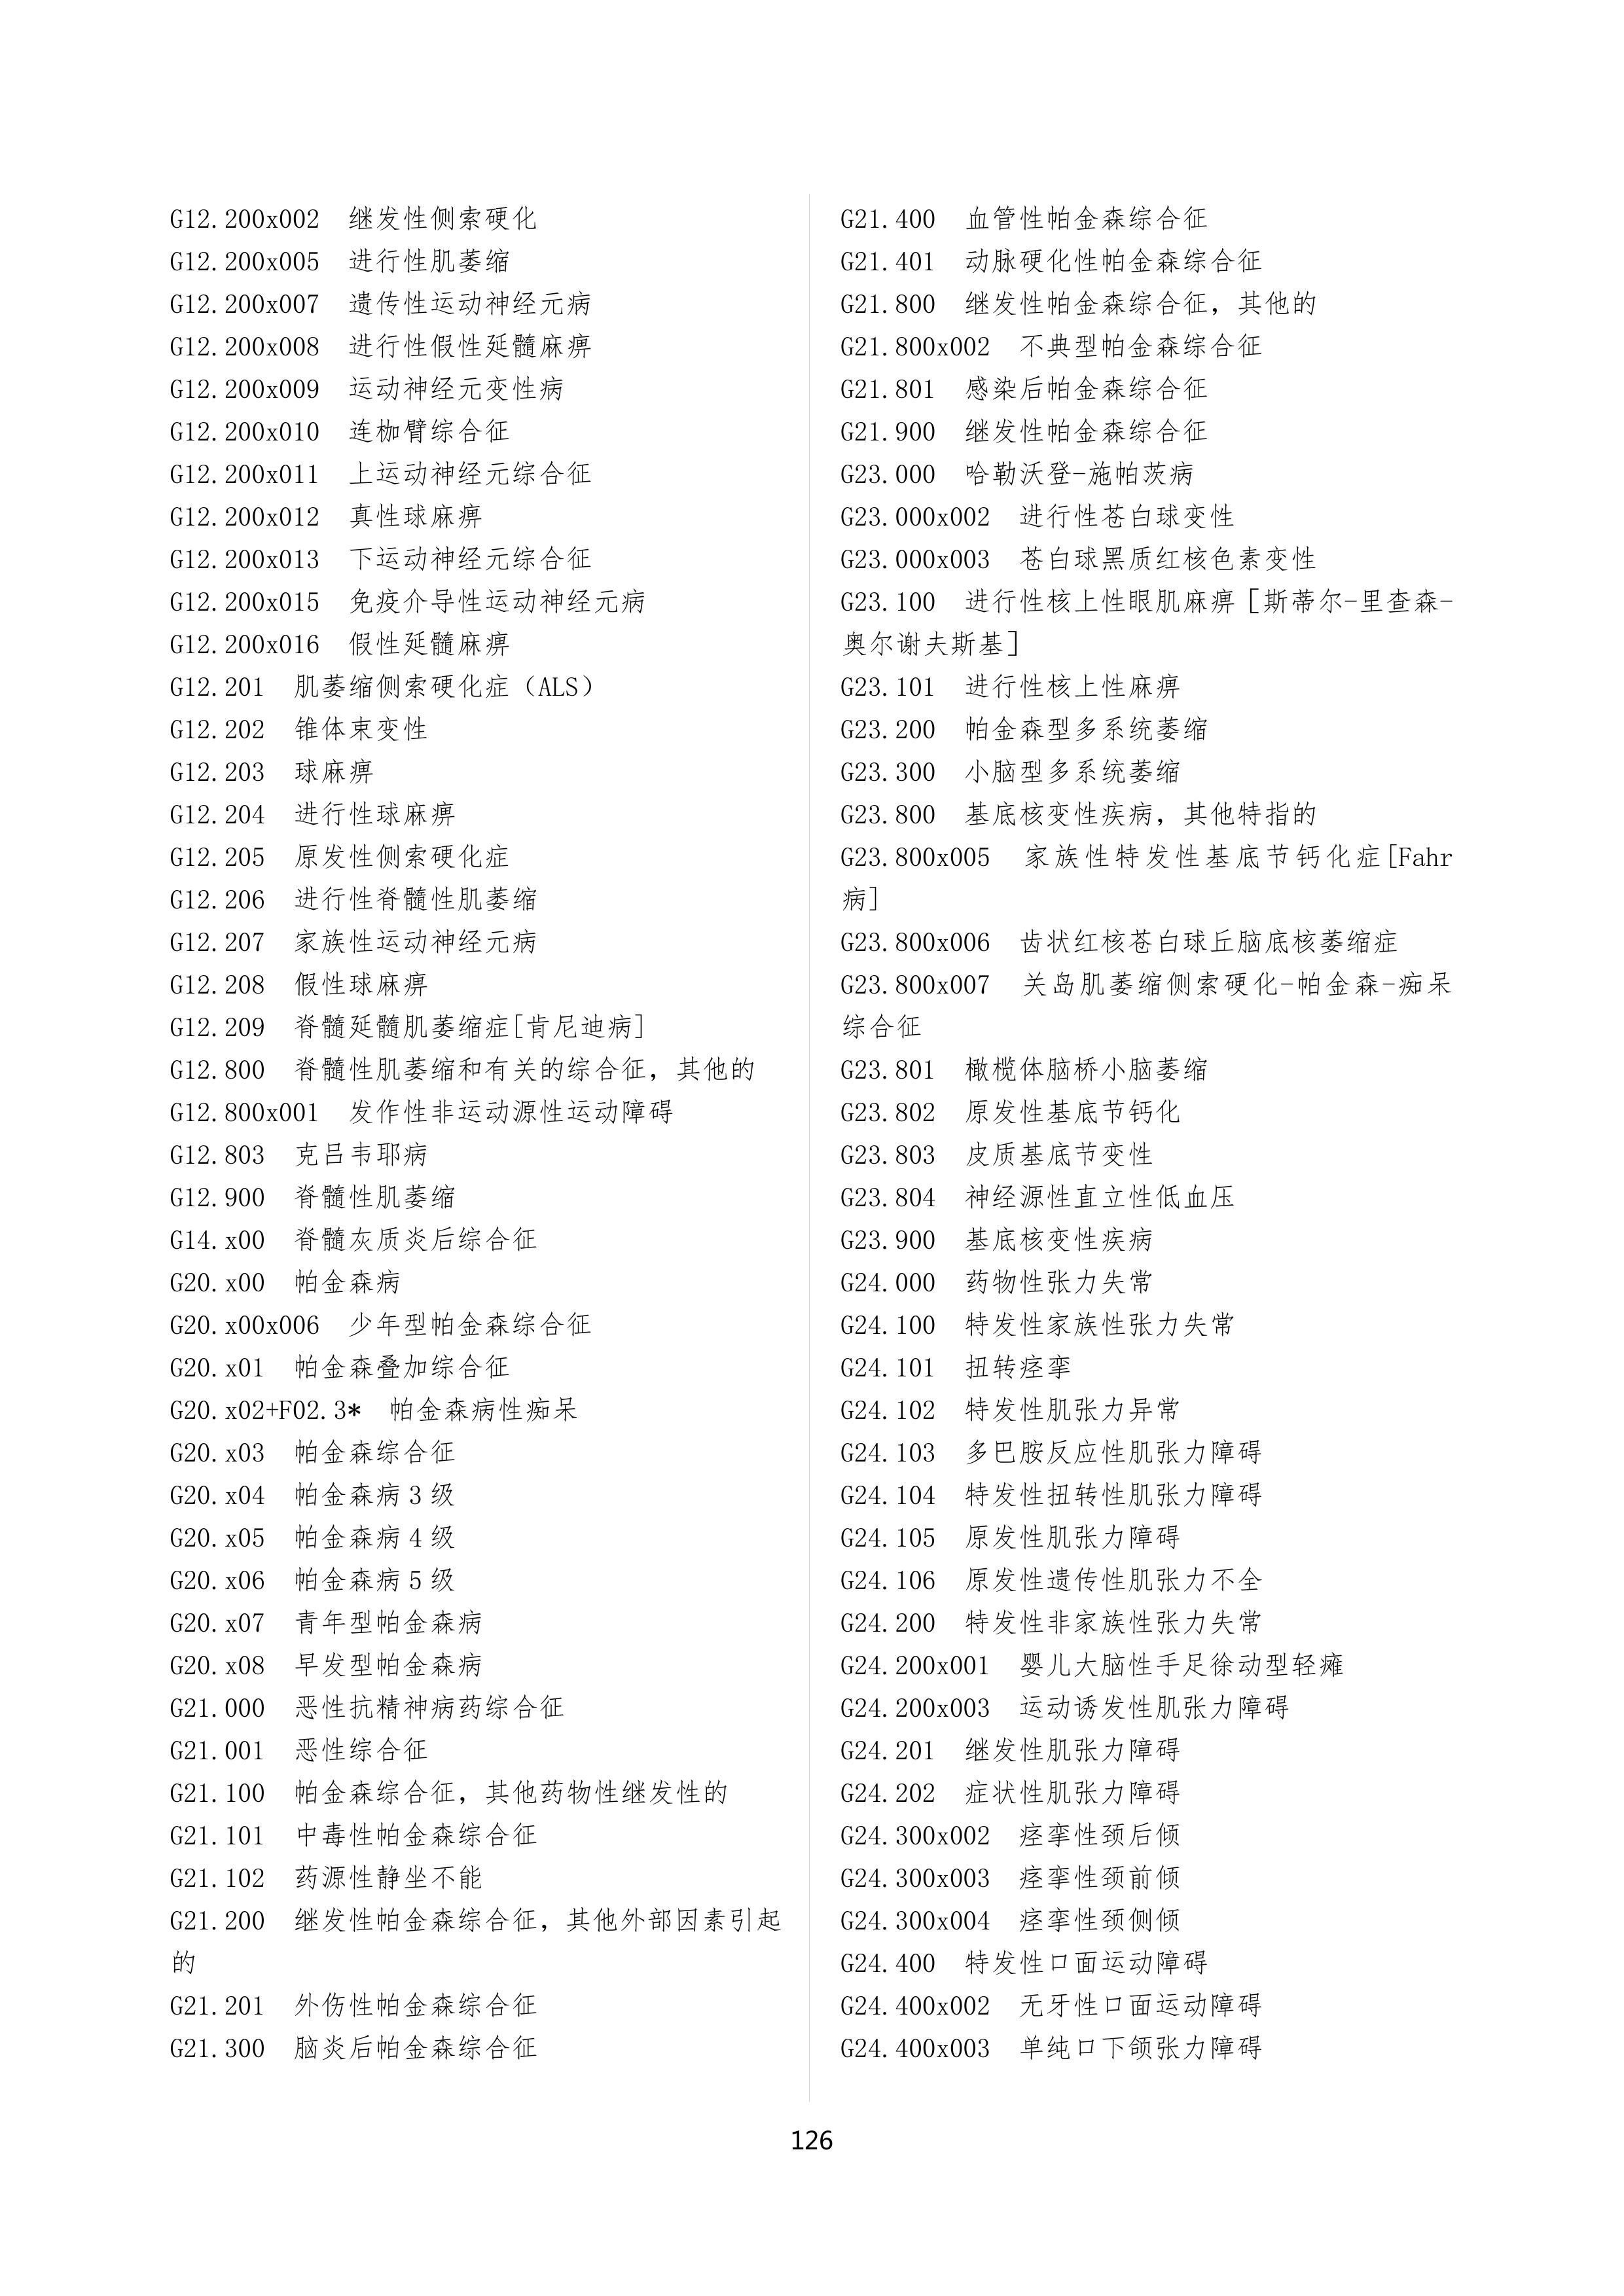 G12.200x002 继发性侧索硬化
G12.200x005 进行性肌萎缩
G12.200x007 遗传性运动神经元病
G12.200x008 进行性假性延髓麻痹
G12.200x009 运动神经元变性病
G12.200x010 连枷臂综合征
G12.200x011 上运动神经元综合征
G12.200x012 真性球麻痹
G12.200x013 下运动神经元综合征
G12.200x015 免疫介导性运动神经元病
G12.200x016 假性延髓麻痹
G12.201 肌萎缩侧索硬化症（ALS）
G12.202 锥体束变性
G12.203 球麻痹
G12.204 进行性球麻痹
G12.205 原发性侧索硬化症
G12.206 进行性脊髓性肌萎缩
G12.207 家族性运动神经元病
G12.208 假性球麻痹
G12.209 脊髓延髓肌萎缩症[肯尼迪病]
G12.800 脊髓性肌萎缩和有关的综合征，其他的
G12.800x001 发作性非运动源性运动障碍
G12.803 克吕韦耶病
G12.900 脊髓性肌萎缩
G14.x00 脊髓灰质炎后综合征
G20.x00 帕金森病
G20.x00x006 少年型帕金森综合征
G20.x01 帕金森叠加综合征
G20.x02+F02.3* 帕金森病性痴呆
G20.x03 帕金森综合征
G20.x04 帕金森病3级
G20.x05 帕金森病4级
G20.x06 帕金森病5级
G20.x07 青年型帕金森病
G20.x08 早发型帕金森病
G21.000 恶性抗精神病药综合征
G21.001 恶性综合征
G21.100 帕金森综合征，其他药物性继发性的
G21.101 中毒性帕金森综合征
G21.102 药源性静坐不能
G21.200 继发性帕金森综合征，其他外部因素引起
的
G21.201 外伤性帕金森综合征
G21.300 脑炎后帕金森综合征
G21.400 血管性帕金森综合征
G21.401 动脉硬化性帕金森综合征
G21.800 继发性帕金森综合征，其他的
G21.800x002 不典型帕金森综合征
G21.801 感染后帕金森综合征
G21.900 继发性帕金森综合征
G23.000 哈勒沃登-施帕茨病
G23.000x002 进行性苍白球变性
G23.000x003 苍白球黑质红核色素变性
G23.100 进行性核上性眼肌麻痹［斯蒂尔-里查森-
奥尔谢夫斯基］
G23.101 进行性核上性麻痹
G23.200 帕金森型多系统萎缩
G23.300 小脑型多系统萎缩
G23.800 基底核变性疾病，其他特指的
G23.800x005 家族性特发性基底节钙化症[Fahr
病]
G23.800x006 齿状红核苍白球丘脑底核萎缩症
G23.800x007 关岛肌萎缩侧索硬化-帕金森-痴呆
综合征
G23.801 橄榄体脑桥小脑萎缩
G23.802 原发性基底节钙化
G23.803 皮质基底节变性
G23.804 神经源性直立性低血压
G23.900 基底核变性疾病
G24.000 药物性张力失常
G24.100 特发性家族性张力失常
G24.101 扭转痉挛
G24.102 特发性肌张力异常
G24.103 多巴胺反应性肌张力障碍
G24.104 特发性扭转性肌张力障碍
G24.105 原发性肌张力障碍
G24.106 原发性遗传性肌张力不全
G24.200 特发性非家族性张力失常
G24.200x001 婴儿大脑性手足徐动型轻瘫
G24.200x003 运动诱发性肌张力障碍
G24.201 继发性肌张力障碍
G24.202 症状性肌张力障碍
G24.300x002 痉挛性颈后倾
G24.300x003 痉挛性颈前倾
G24.300x004 痉挛性颈侧倾
G24.400 特发性口面运动障碍
G24.400x002 无牙性口面运动障碍
G24.400x003 单纯口下颌张力障碍
126